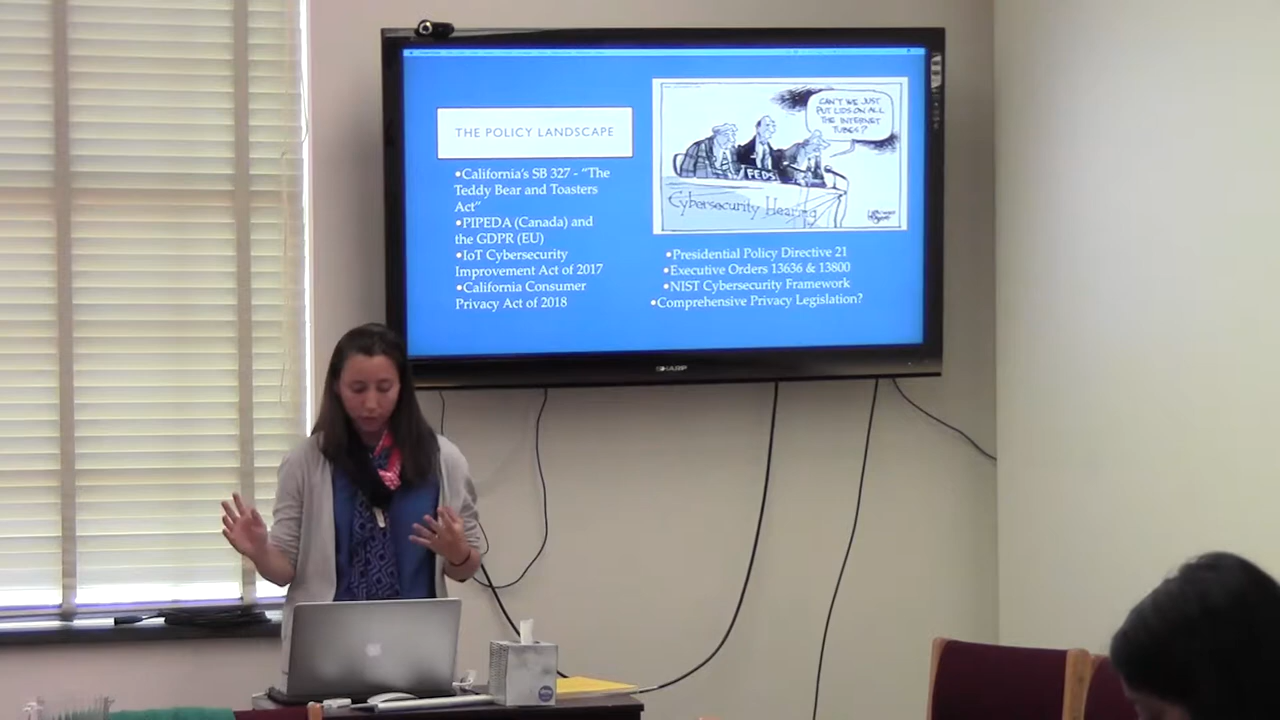 THE POLICY LANDSCAPE
•California's SB 327 - "The
Teddy Bear and Toasters
Act"
•PIPEDA (Canada) and
the GDPR (EU)
•IoT Cybersecurity
Improvement Act of 2017
•California Consumer
Privacy Act of 2018
CAN'T WE JUST
PUT LIDS ON ALL
THE INTERNET
TUBES?
FEDS
Cybersecurity Hearing
•Presidential Policy Directive 21
•Executive Orders 13636 & 13800
•NIST Cybersecurity Framework
•Comprehensive Privacy Legislation?
SHARP